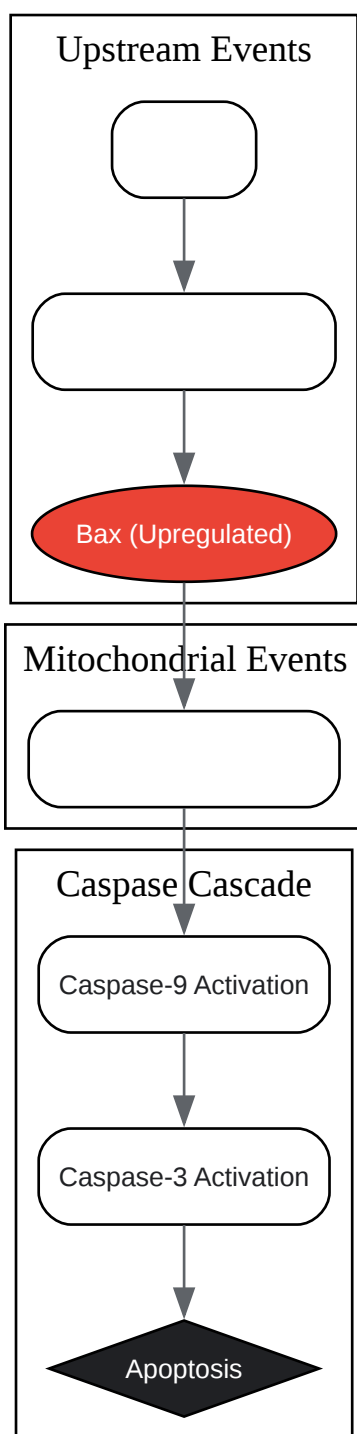 Upstream Events
Bax (Upregulated)
Mitochondrial Events
Caspase Cascade
Caspase-9 Activation
Caspase-3 Activation
Apoptosis